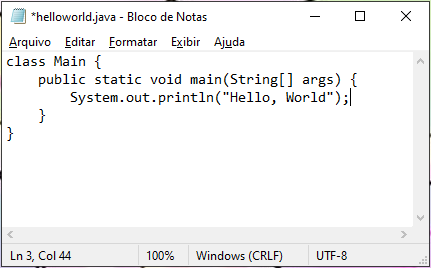 *helloworld.java - Bloco de Notas
Arquivo Editar Formatar Exibir Ajuda
class Main {
    public static void main(String[] args) {
        System.out.println("Hello, World");
    }
}
Ln 3, Col 44 100% Windows (CRLF) UTF-8